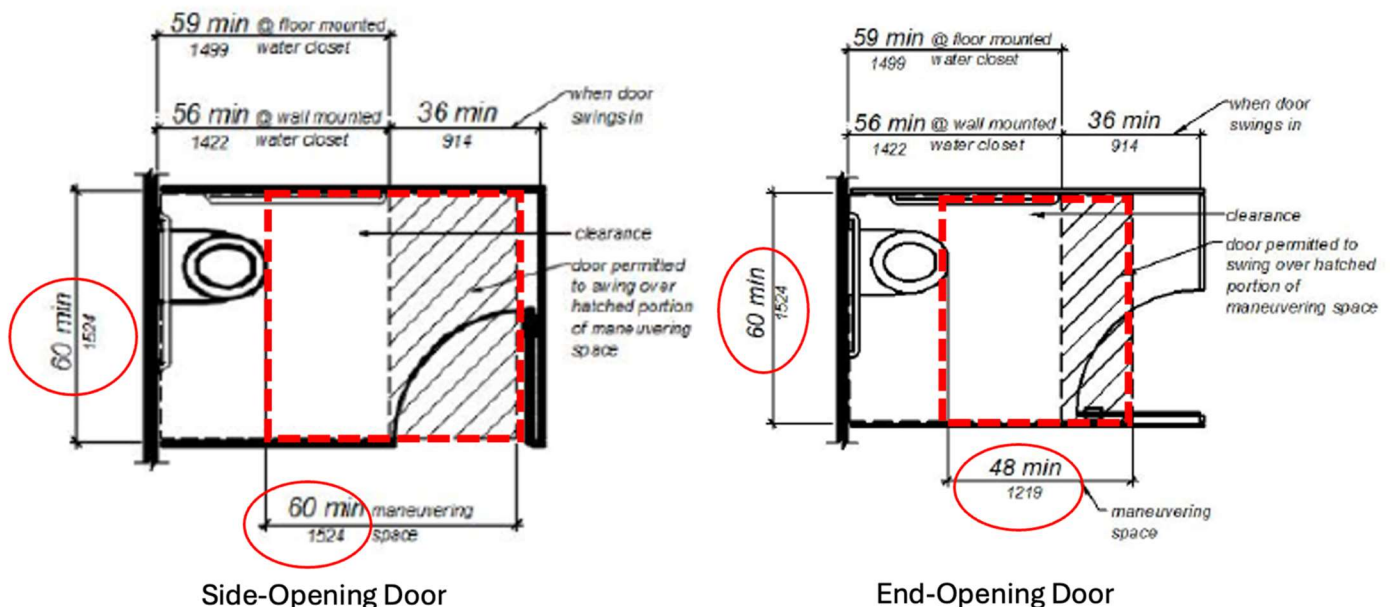 59 min @ floor mounted
1499 water closet
56 min @ wall mounted
1422 water closet
36 min
914
when door
swings in
60 min
1524
clearance
door permitted
to swing over
hatched portion
of maneuvering
space
60 min maneuvering
1524 space
Side-Opening Door
59 min @ floor mounted
1499 water closet
56 min @ wall mounted
1422 water closet
36 min
914
when door
swings in
60 min
1524
clearance
door permitted to
swing over hatched
portion of
maneuvering space
48 min
1219
maneuvering
space
End-Opening Door